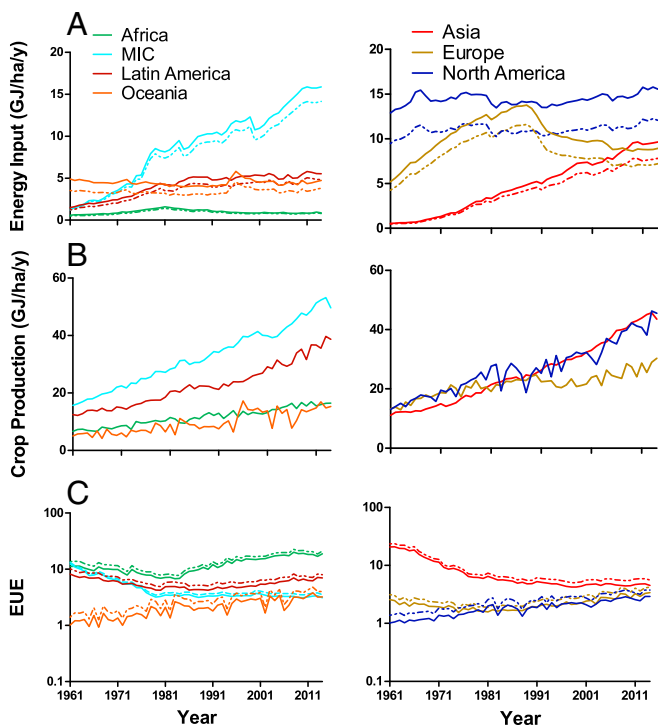 A
Africa
MIC
Latin America
Oceania
Asia
Europe
North America
Energy Input (GJ/ha/y)
20
15
10
5
0
20
15
10
5
0
B
Crop Production (GJ/ha/y)
60
40
20
0
60
40
20
0
C
EUE
100
10
1
0.1
100
10
1
0.1
1961 1971 1981 1991 2001 2011
1961 1971 1981 1991 2001 2011
Year
Year